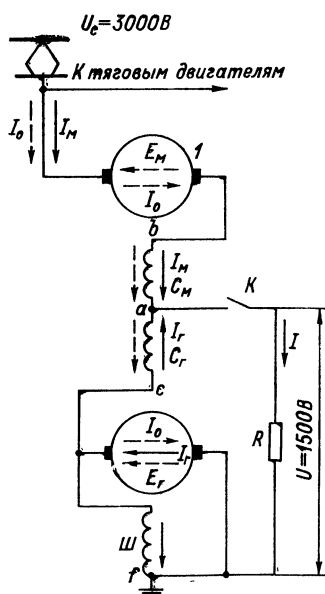 Uс=3000В
К тяговым двигателям
Iо
Iм
Eм
1
Iо
b
Iм
Cм
К
a
Iг
Cг
I
c
Iо
Iг
Eг
R
U=1500В
Ш
f